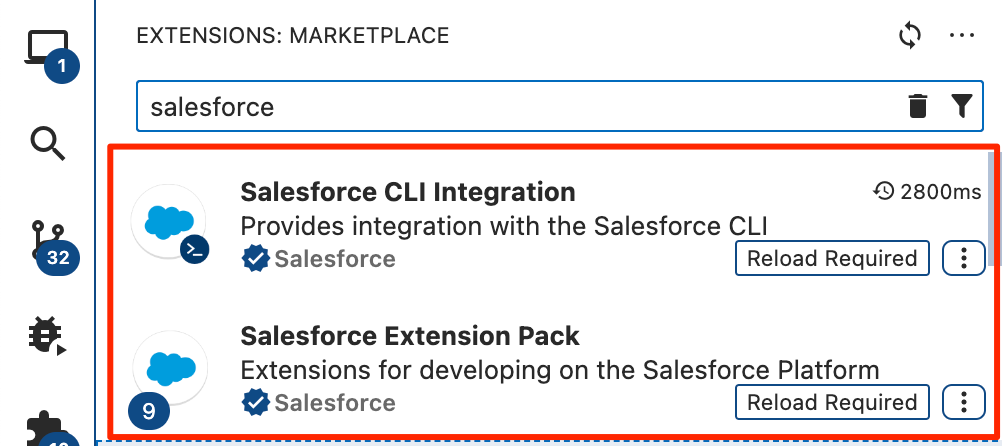 1
EXTENSIONS: MARKETPLACE
salesforce
Salesforce CLI Integration
2800ms
Provides integration with the Salesforce CLI
Salesforce
Reload Required
32
Salesforce Extension Pack
Extensions for developing on the Salesforce Platform
9
Salesforce
Reload Required